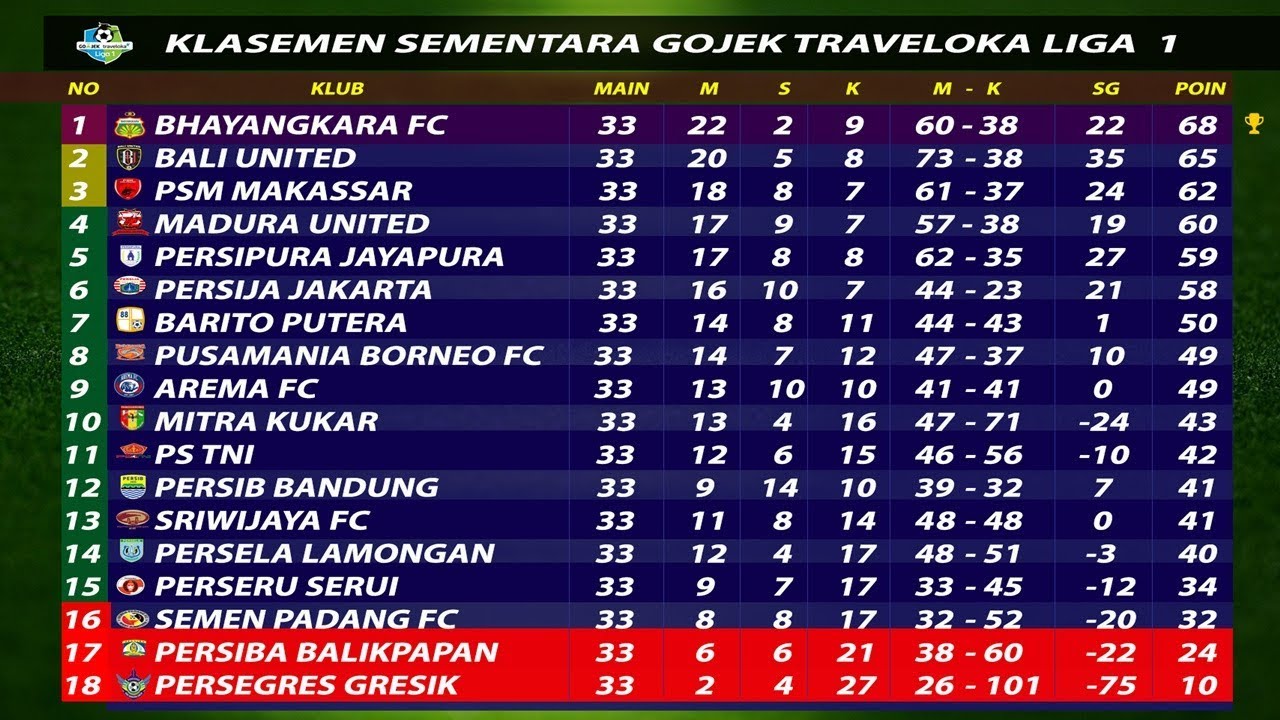 GOJEK traveloka
Liga 1
KLASEMEN SEMENTARA GOJEK TRAVELOKA LIGA 1
NO KLUB MAIN M S K M - K SG POIN
1 BHAYANGKARA FC 33 22 2 9 60 - 38 22 68
2 BALI UNITED 33 20 5 8 73 - 38 35 65
3 PSM MAKASSAR 33 18 8 7 61 - 37 24 62
4 MADURA UNITED 33 17 9 7 57 - 38 19 60
5 PERSIPURA JAYAPURA 33 17 8 8 62 - 35 27 59
6 PERSIJA JAKARTA 33 16 10 7 44 - 23 21 58
7 88 BARITO PUTERA 33 14 8 11 44 - 43 1 50
8 PUSAMANIA BORNEO FC 33 14 7 12 47 - 37 10 49
9 AREMA FC 33 13 10 10 41 - 41 0 49
10 MITRA KUKAR 33 13 4 16 47 - 71 -24 43
11 PS TNI 33 12 6 15 46 - 56 -10 42
12 PERSIB PERSIB BANDUNG 33 9 14 10 39 - 32 7 41
13 SRIWIJAYA FC 33 11 8 14 48 - 48 0 41
14 PERSELA LAMONGAN 33 12 4 17 48 - 51 -3 40
15 PERSERU SERUI 33 9 7 17 33 - 45 -12 34
16 SEMEN PADANG FC 33 8 8 17 32 - 52 -20 32
17 PERSIBA BALIKPAPAN 33 6 6 21 38 - 60 -22 24
18 PERSEGRES GRESIK 33 2 4 27 26 - 101 -75 10